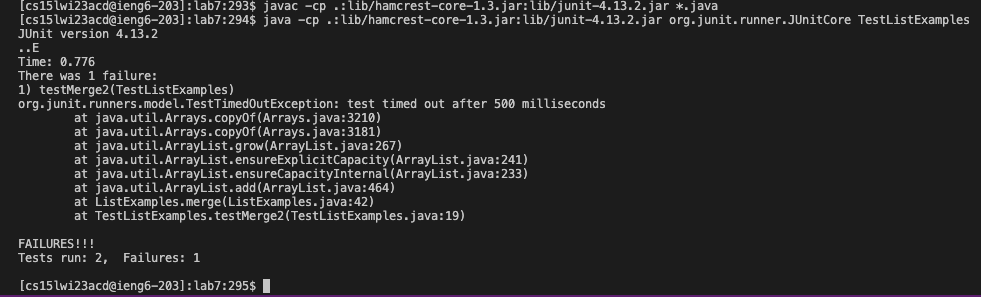 [cs15lwi23acd@ieng6-203]:lab7:293$ javac -cp .:lib/hamcrest-core-1.3.jar:lib/junit-4.13.2.jar *.java
[cs15lwi23acd@ieng6-203]:lab7:294$ java -cp .:lib/hamcrest-core-1.3.jar:lib/junit-4.13.2.jar org.junit.runner.JUnitCore TestListExamples
JUnit version 4.13.2
..E
Time: 0.776
There was 1 failure:
1) testMerge2(TestListExamples)
org.junit.runners.model.TestTimedOutException: test timed out after 500 milliseconds
        at java.util.Arrays.copyOf(Arrays.java:3210)
        at java.util.Arrays.copyOf(Arrays.java:3181)
        at java.util.ArrayList.grow(ArrayList.java:267)
        at java.util.ArrayList.ensureExplicitCapacity(ArrayList.java:241)
        at java.util.ArrayList.ensureCapacityInternal(ArrayList.java:233)
        at java.util.ArrayList.add(ArrayList.java:464)
        at ListExamples.merge(ListExamples.java:42)
        at TestListExamples.testMerge2(TestListExamples.java:19)

FAILURES!!!
Tests run: 2,  Failures: 1

[cs15lwi23acd@ieng6-203]:lab7:295$